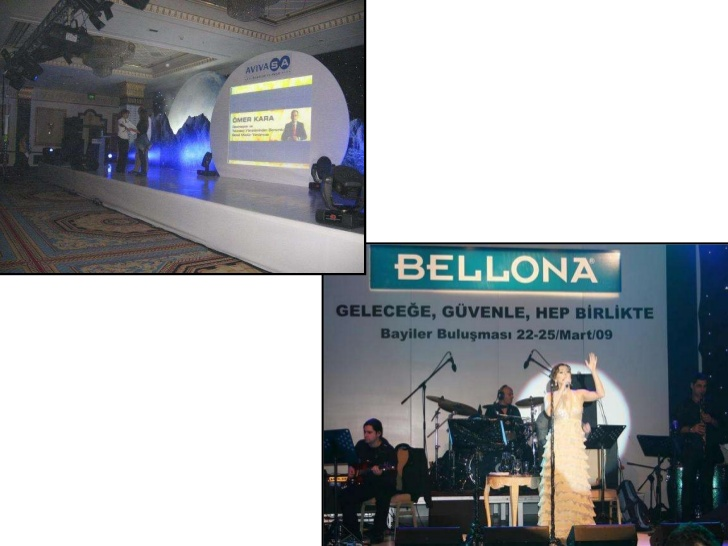 AVIVASA
ÖMER KARA
BELLONA
GELECEĞE, GÜVENLE, HEP BİRLİKTE
Bayiler Buluşması 22-25/Mart/09